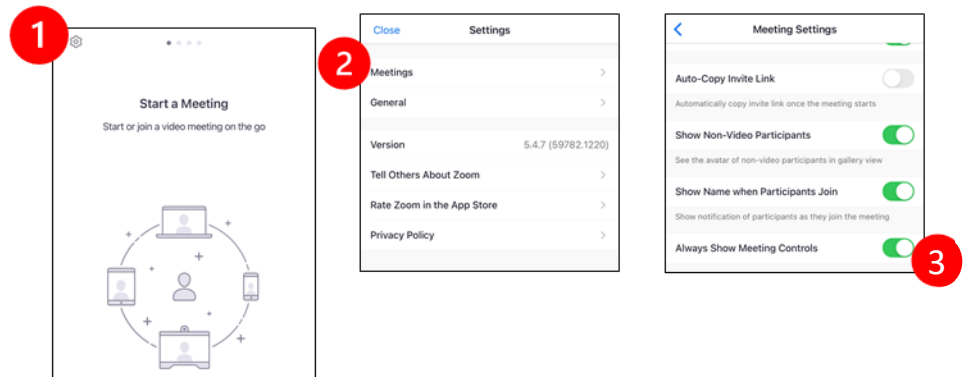 1
Start a Meeting
Start or join a video meeting on the go
2
Close Settings
Meetings
General
Version 5.4.7 (59782.1220)
Tell Others About Zoom
Rate Zoom in the App Store
Privacy Policy
Meeting Settings
Auto-Copy Invite Link
Automatically copy invite link once the meeting starts
Show Non-Video Participants
See the avatar of non-video participants in gallery view
Show Name when Participants Join
Show notification of participants as they join the meeting
Always Show Meeting Controls
3